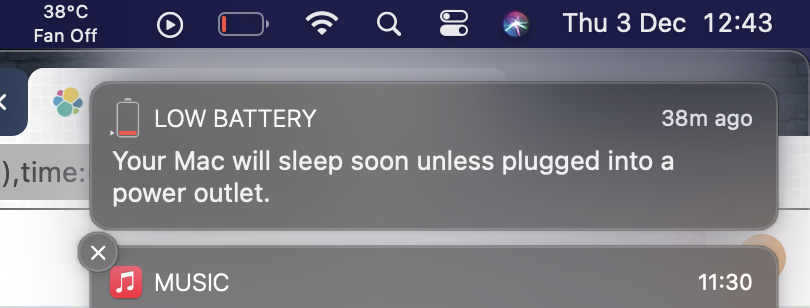 38°C
Fan Off
Thu 3 Dec 12:43
),time:
LOW BATTERY
38m ago
Your Mac will sleep soon unless plugged into a
power outlet.
MUSIC
11:30